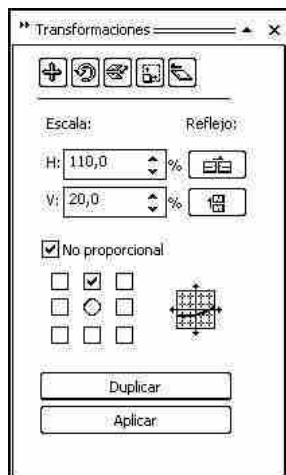 Transformaciones
Escala: Reflejo:
H: 110,0 %
V: 20,0 %
No proporcional
Duplicar
Aplicar